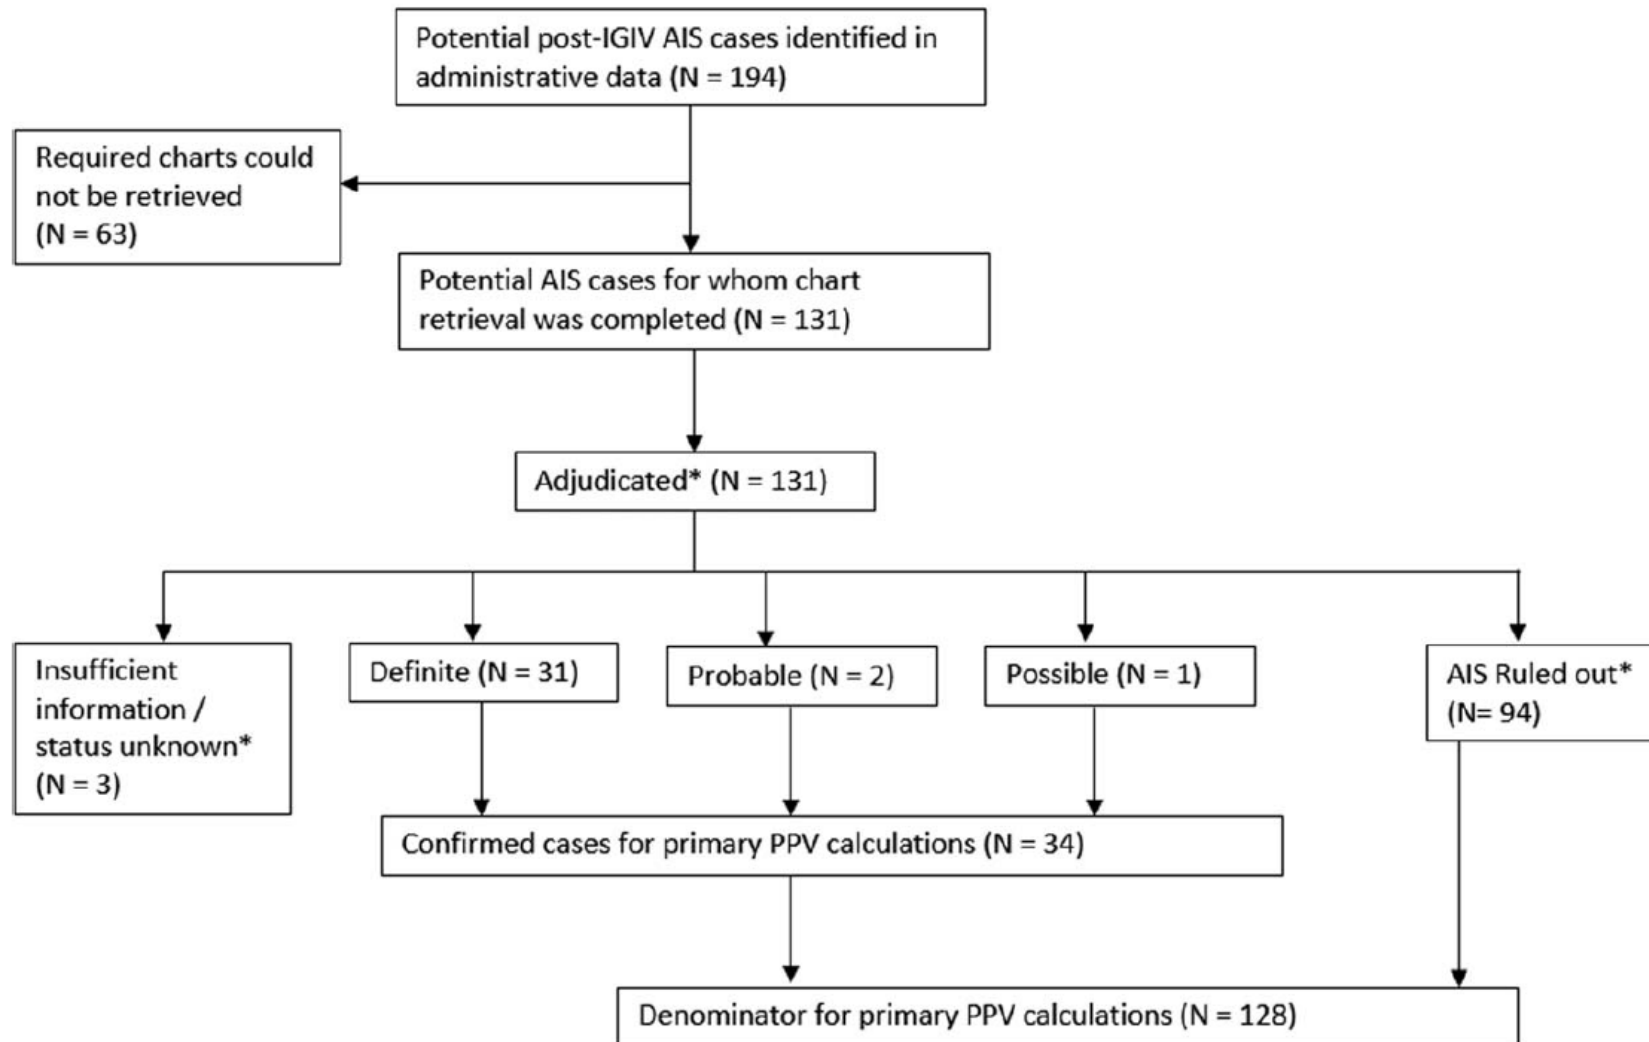 Potential post-IGIV AIS cases identified in
administrative data (N = 194)
Required charts could
not be retrieved
(N = 63)
Potential AIS cases for whom chart
retrieval was completed (N = 131)
Adjudicated* (N = 131)
Insufficient
information /
status unknown*
(N = 3)
Definite (N = 31)
Probable (N = 2)
Possible (N = 1)
AIS Ruled out*
(N= 94)
Confirmed cases for primary PPV calculations (N = 34)
Denominator for primary PPV calculations (N = 128)